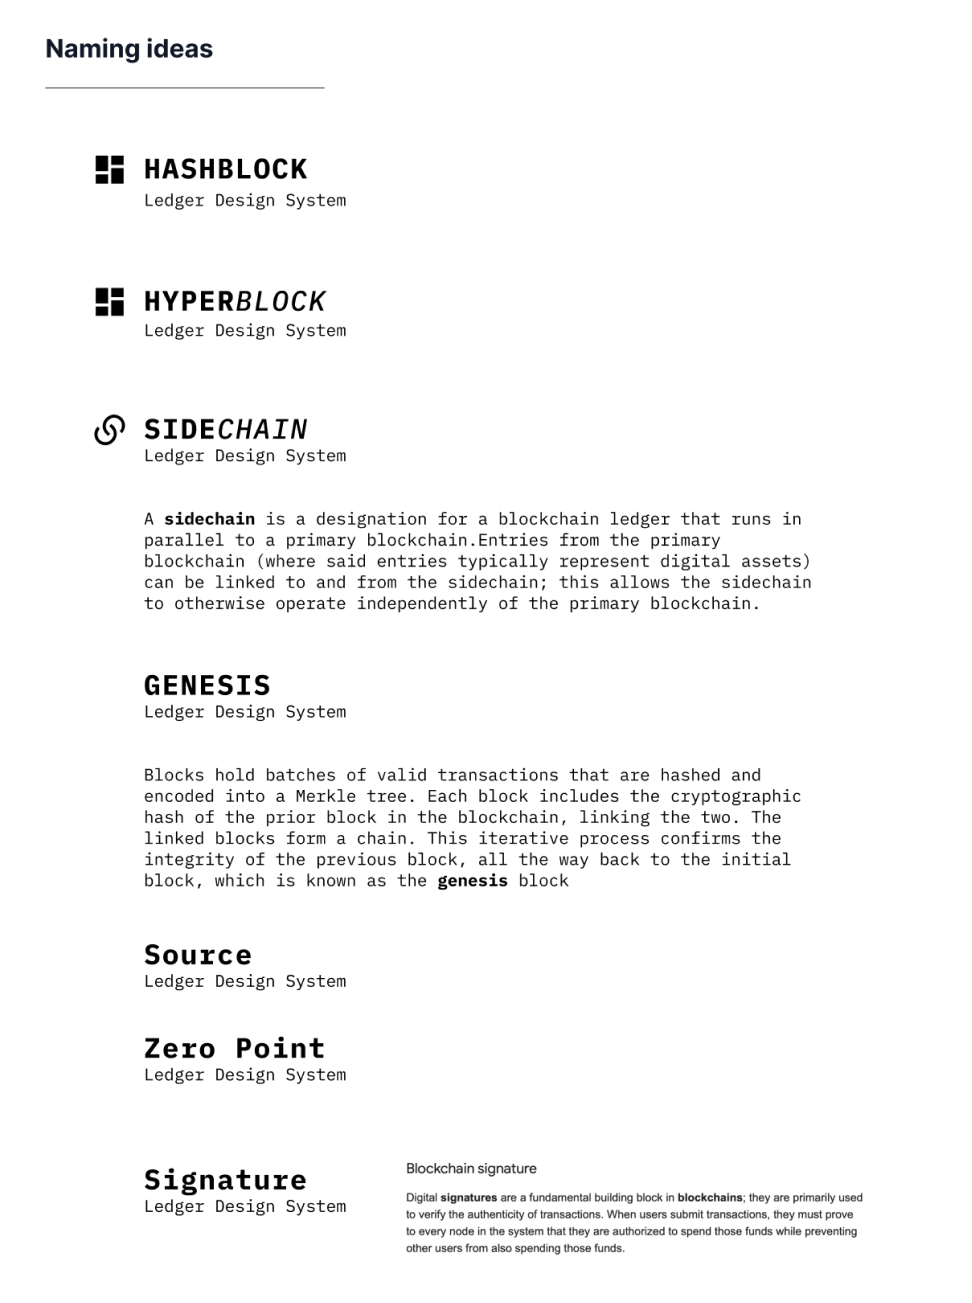 Naming ideas
HASHBLOCK
Ledger Design System
HYPERBLOCK
Ledger Design System
SIDECHAIN
Ledger Design System
A sidechain is a designation for a blockchain ledger that runs in
parallel to a primary blockchain.Entries from the primary
blockchain (where said entries typically represent digital assets)
can be linked to and from the sidechain; this allows the sidechain
to otherwise operate independently of the primary blockchain.
GENESIS
Ledger Design System
Blocks hold batches of valid transactions that are hashed and
encoded into a Merkle tree. Each block includes the cryptographic
hash of the prior block in the blockchain, linking the two. The
linked blocks form a chain. This iterative process confirms the
integrity of the previous block, all the way back to the initial
block, which is known as the genesis block
Source
Ledger Design System
Zero Point
Ledger Design System
Signature
Ledger Design System
Blockchain signature
Digital signatures are a fundamental building block in blockchains; they are primarily used
to verify the authenticity of transactions. When users submit transactions, they must prove
to every node in the system that they are authorized to spend those funds while preventing
other users from also spending those funds.